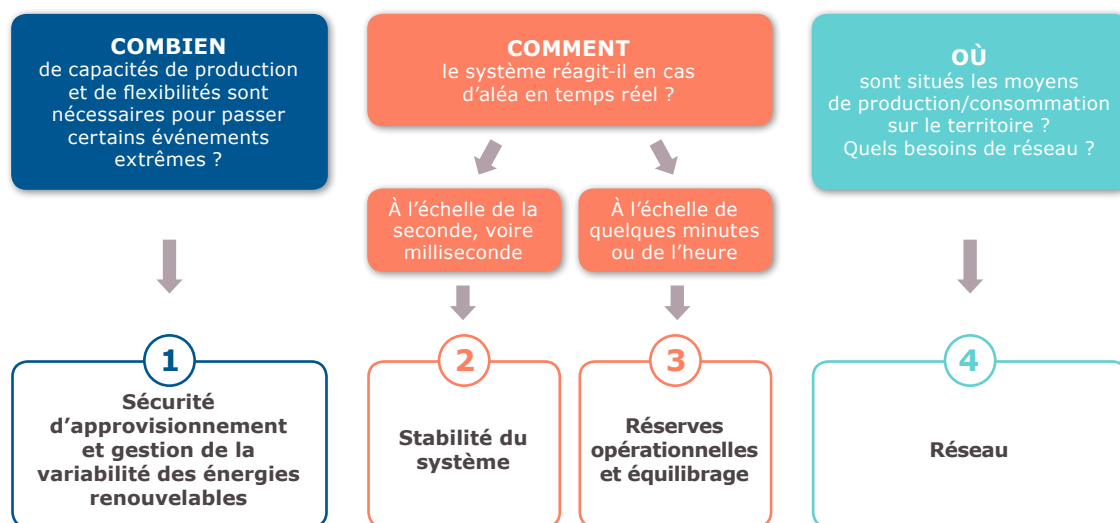 COMBIEN
de capacités de production
et de flexibilités sont
nécessaires pour passer
certains événements
extrêmes ?
COMMENT
le système réagit-il en cas
d’aléa en temps réel ?
OÙ
sont situés les moyens
de production/consommation
sur le territoire ?
Quels besoins de réseau ?
À l’échelle de la
seconde, voire
milliseconde
À l’échelle de
quelques minutes
ou de l’heure
1
Sécurité
d’approvisionnement
et gestion de la
variabilité des énergies
renouvelables
2
Stabilité du
système
3
Réserves
opérationnelles
et équilibrage
4
Réseau